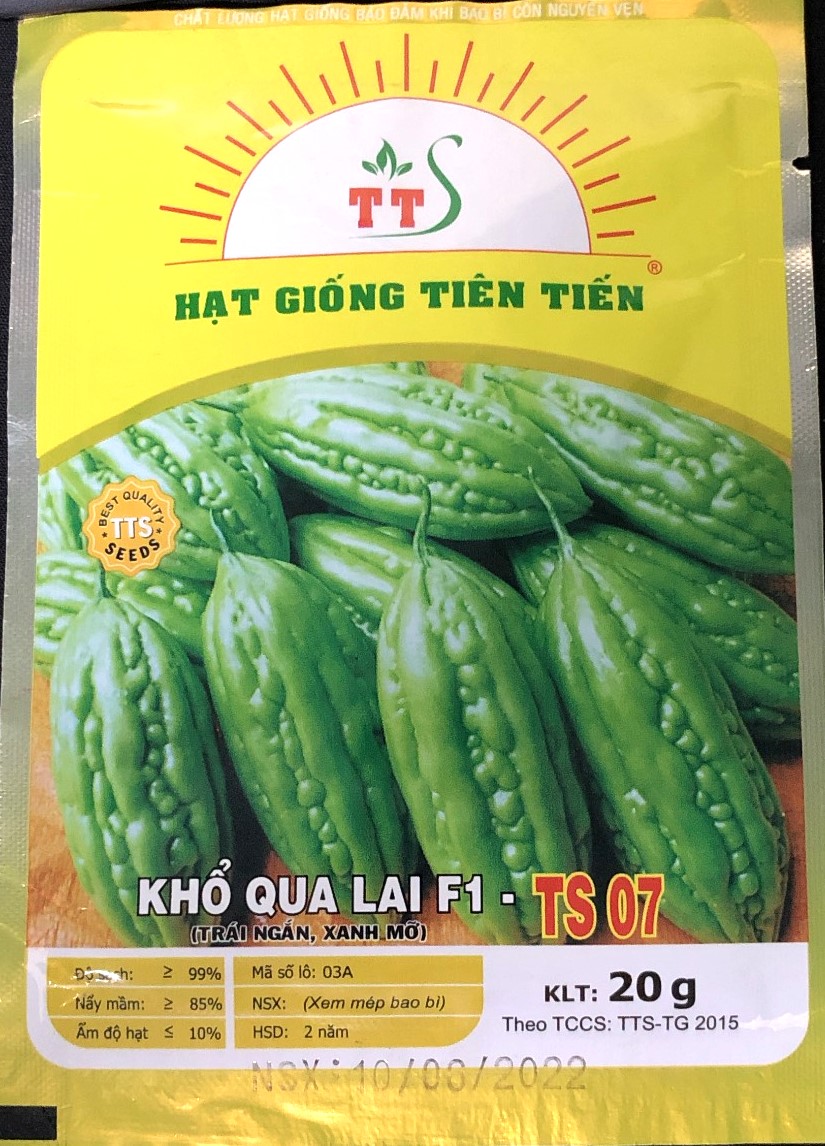 CHẤT LƯỢNG HẠT GIỐNG BẢO ĐẢM KHI BAO BÌ CÒN NGUYÊN VẸN
TTS
®
HẠT GIỐNG TIÊN TIẾN
BEST QUALITY
TTS
SEEDS
KHỔ QUA LAI F1 - TS 07
(TRÁI NGẮN, XANH MỠ)
Độ sạch: ≥ 99%
Nẩy mầm: ≥ 85%
Ẩm độ hạt ≤ 10%
Mã số lô: 03A
NSX: (Xem mép bao bì)
HSD: 2 năm
KLT: 20 g
Theo TCCS: TTS-TG 2015
NSX: 10/06/2022